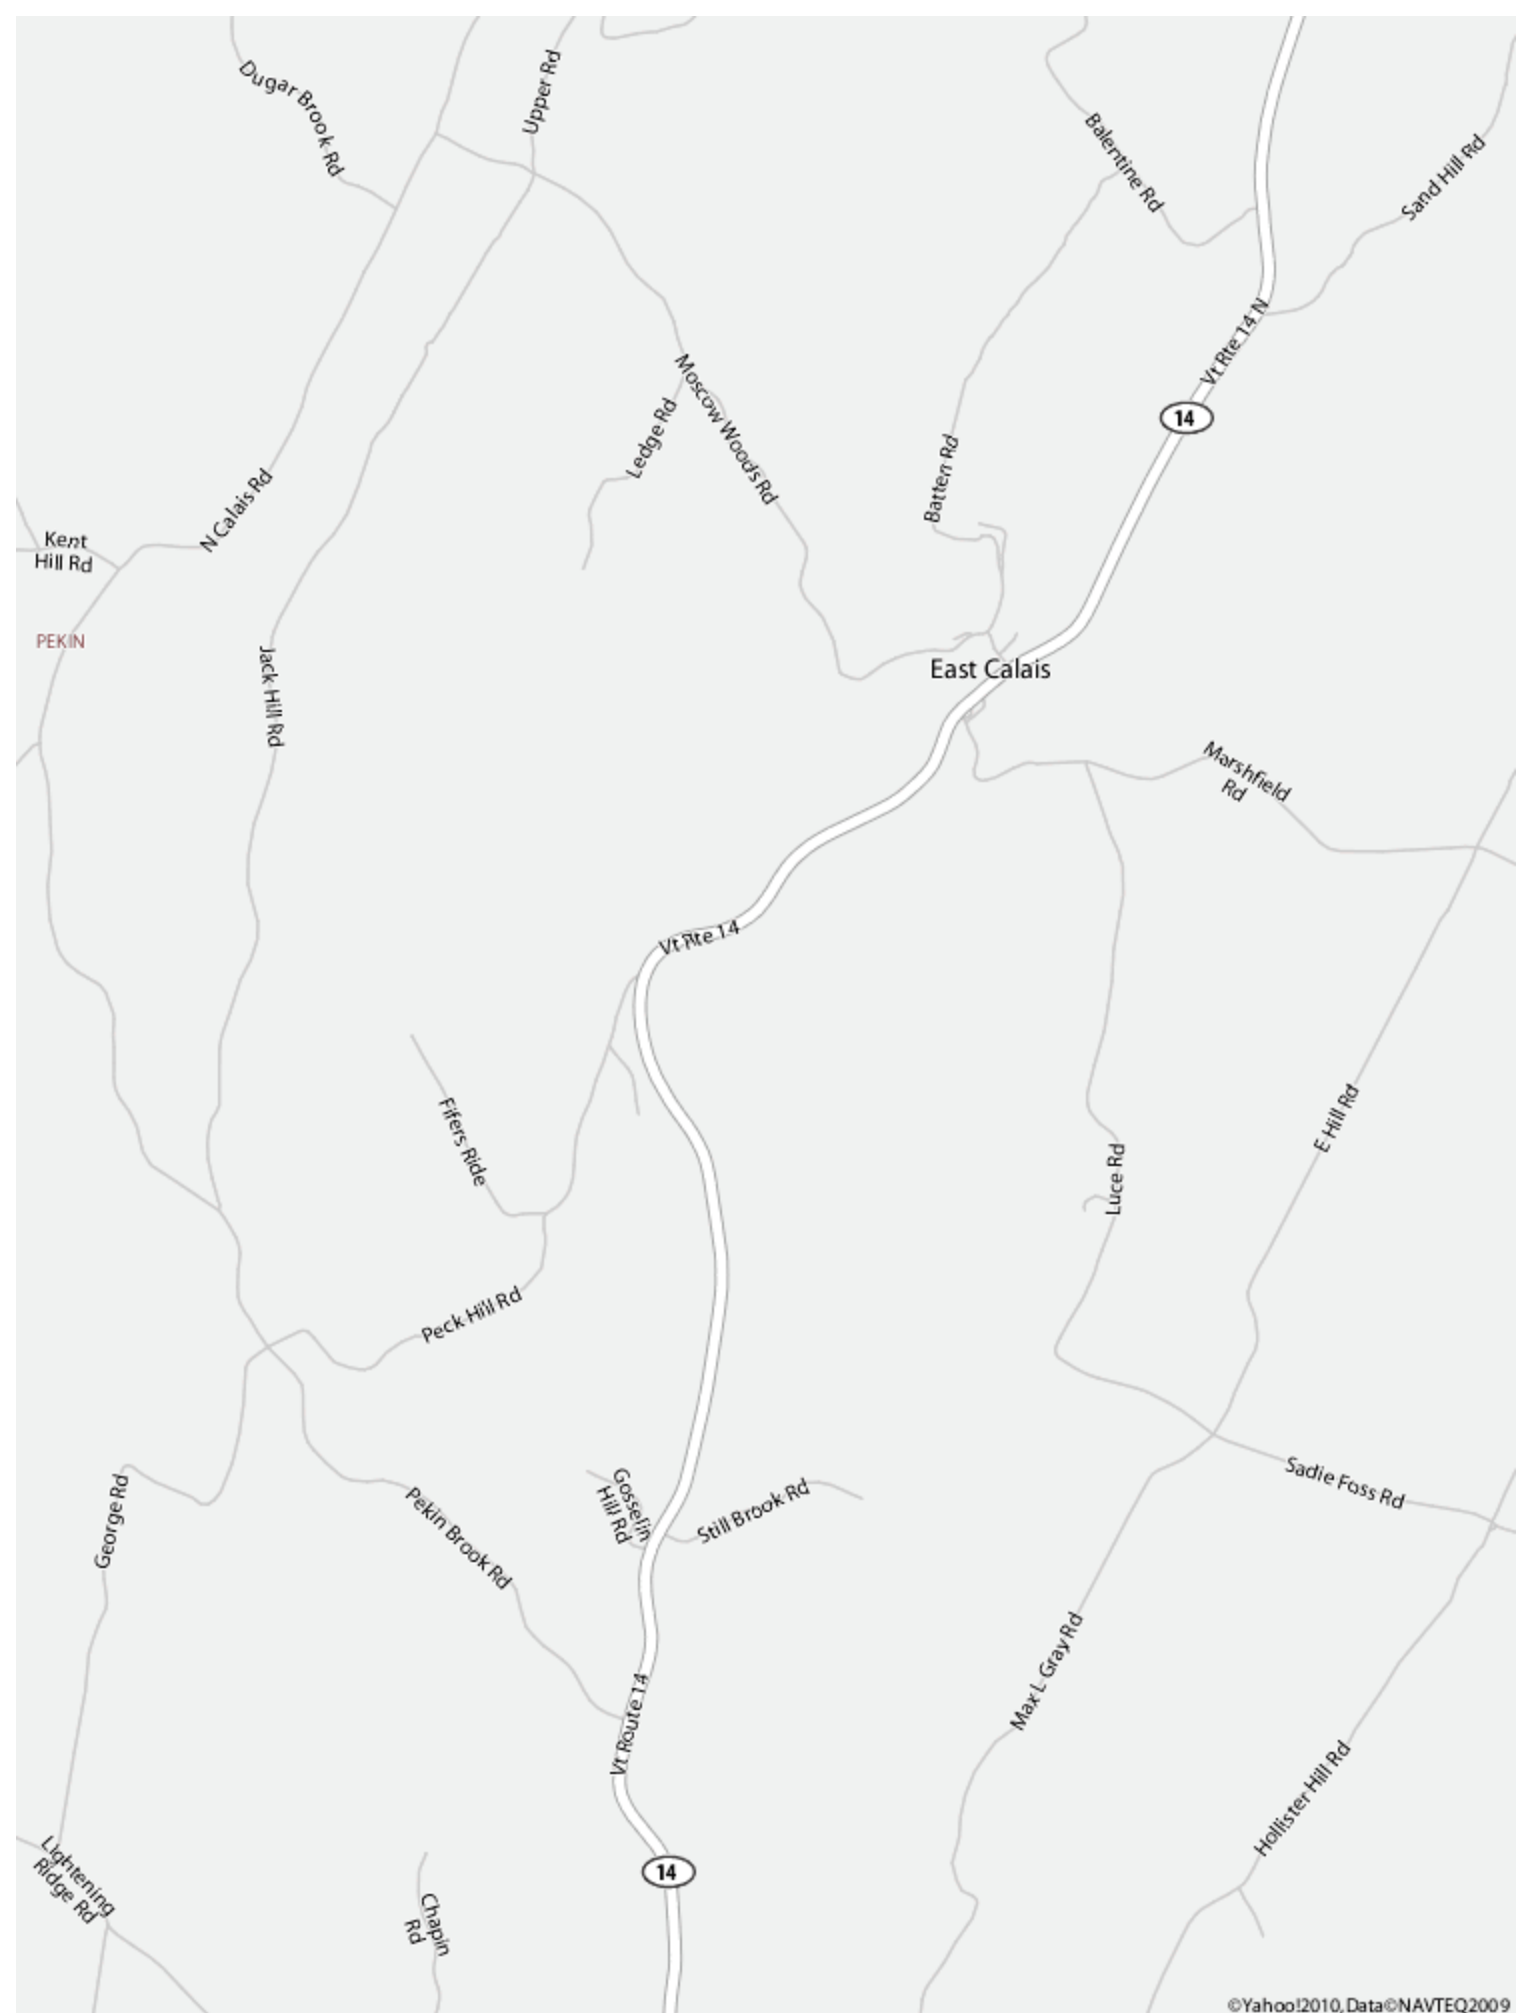 Upper Rd
Dugar Brook Rd
Balentine Rd
Sand Hill Rd
Vt Rte 14 N
14
Moscow Woods Rd
Ledge Rd
Batten Rd
N Calais Rd
Kent
Hill Rd
PEKIN
Jack Hill Rd
East Calais
Marshfield
Rd
Vt Rte 14
Fifers Ride
E Hill Rd
Luce Rd
Peck Hill Rd
George Rd
Pekin Brook Rd
Gosselin
Hill Rd
Still Brook Rd
Sadie Foss Rd
Max L Gray Rd
Vt Route 14
Hollister Hill Rd
Lightening
Ridge Rd
14
Chapin
Rd
©Yahoo!2010, Data©NAVTEQ2009